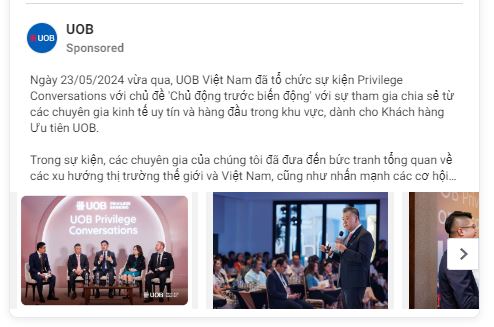 UOB
UOB
Sponsored
Ngày 23/05/2024 vừa qua, UOB Việt Nam đã tổ chức sự kiện Privilege
Conversations với chủ đề 'Chủ động trước biến động' với sự tham gia chia sẻ từ
các chuyên gia kinh tế uy tín và hàng đầu trong khu vực, dành cho Khách hàng
Ưu tiên UOB.
Trong sự kiện, các chuyên gia của chúng tôi đã đưa đến bức tranh tổng quan về
các xu hướng thị trường thế giới và Việt Nam, cũng như nhấn mạnh các cơ hội...
UOB
UOB Privilege
Conversations
UOB